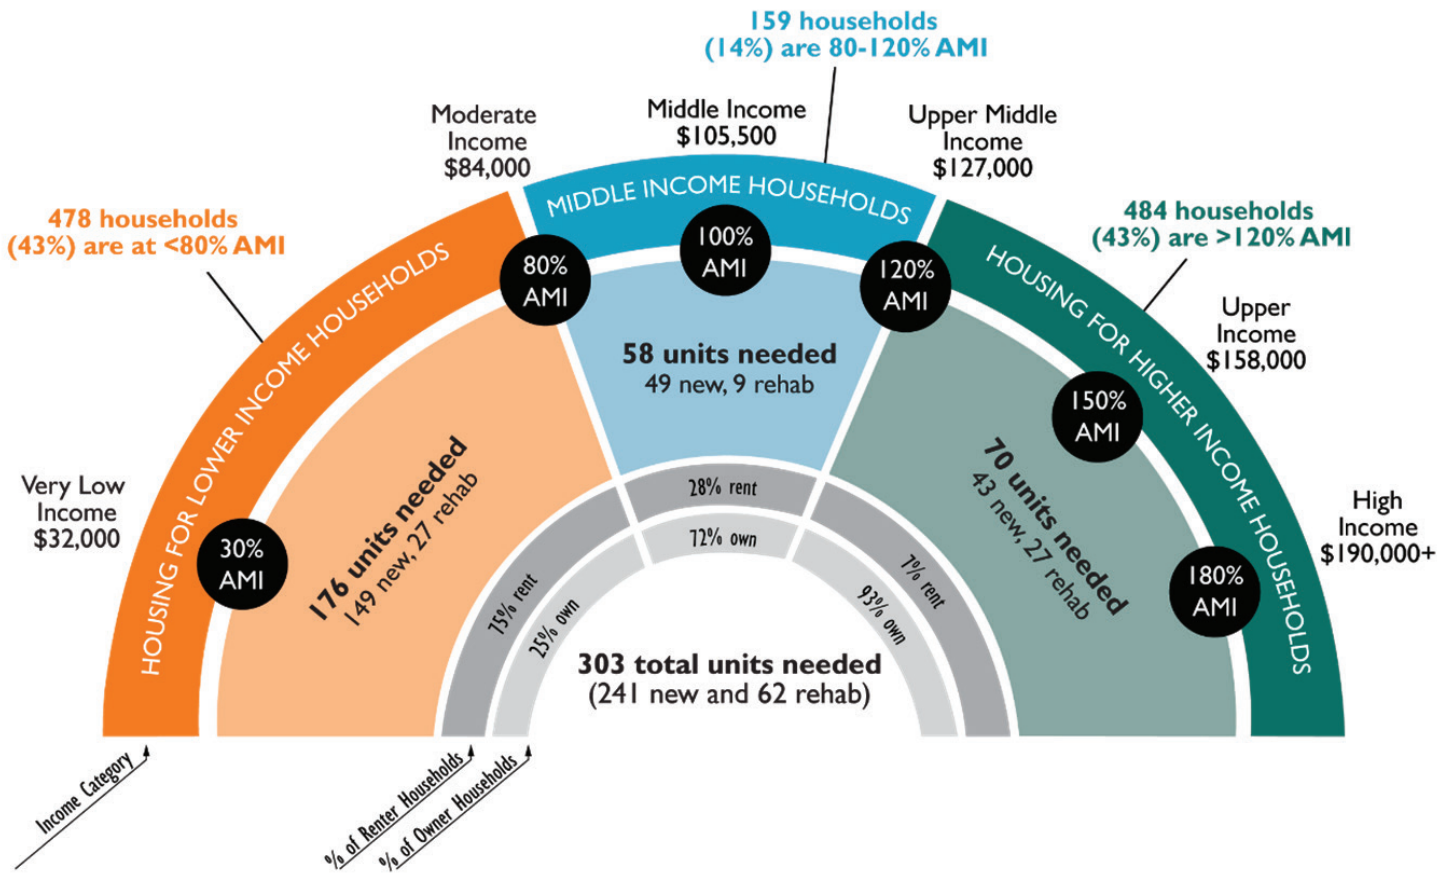 159 households
(14%) are 80-120% AMI
Moderate
Income
$84,000
Middle Income
$105,500
Upper Middle
Income
$127,000
478 households
(43%) are at <80% AMI
484 households
(43%) are >120% AMI
HOUSING FOR LOWER INCOME HOUSEHOLDS
MIDDLE INCOME HOUSEHOLDS
HOUSING FOR HIGHER INCOME HOUSEHOLDS
80%
AMI
100%
AMI
120%
AMI
Upper
Income
$158,000
150%
AMI
Very Low
Income
$32,000
30%
AMI
High
Income
$190,000+
180%
AMI
176 units needed
149 new, 27 rehab
58 units needed
49 new, 9 rehab
70 units needed
43 new, 27 rehab
75% rent
28% rent
7% rent
25% own
72% own
93% own
303 total units needed
(241 new and 62 rehab)
Income Category
% of Renter Households
% of Owner Households